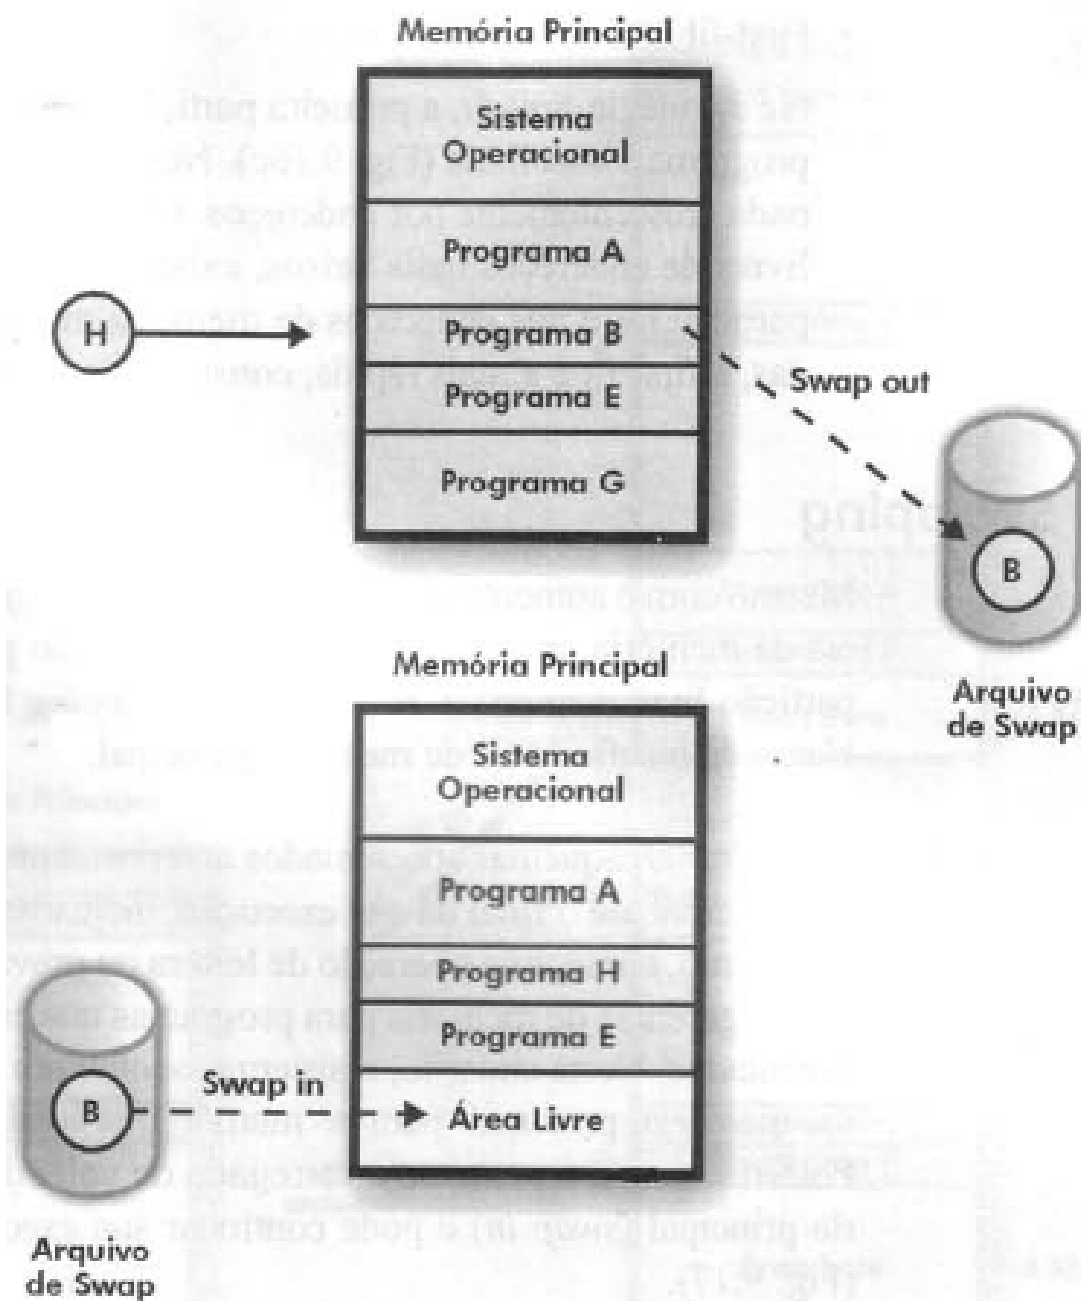 Memória Principal
Sistema
Operacional
Programa A
H
Programa B
Swap out
Programa E
Programa G
B
Arquivo
de Swap
Memória Principal
Sistema
Operacional
Programa A
Programa H
Programa E
Swap in
B
Área Livre
Arquivo
de Swap